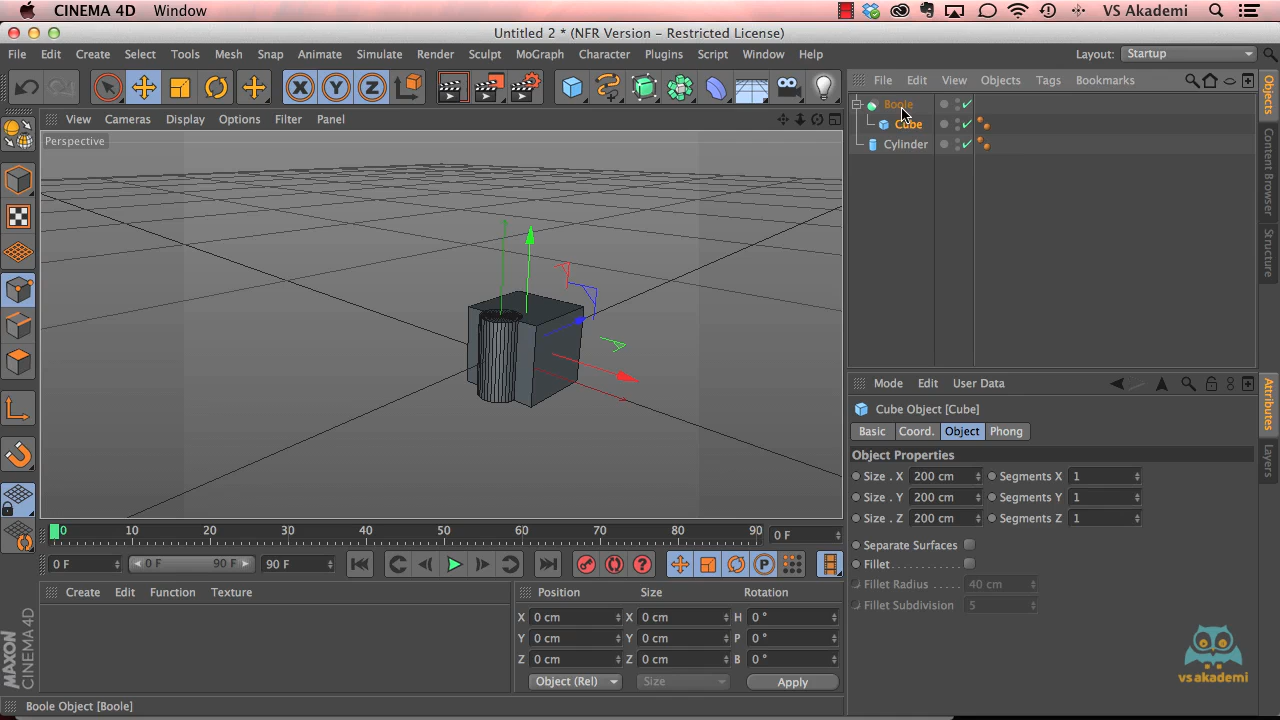 CINEMA 4D Window VS Akademi
Untitled 2 * (NFR Version - Restricted License)
File Edit Create Select Tools Mesh Snap Animate Simulate Render Sculpt MoGraph Character Plugins Script Window Help Layout: Startup
X Y Z
File Edit View Objects Tags Bookmarks
View Cameras Display Options Filter Panel
Perspective
Boole
Cube
Cylinder
Objects
Content Browser
Structure
Mode Edit User Data
Cube Object [Cube]
Basic Coord. Object Phong
Object Properties
Size . X 200 cm Segments X 1
Size . Y 200 cm Segments Y 1
Size . Z 200 cm Segments Z 1
Separate Surfaces
Fillet
Fillet Radius 40 cm
Fillet Subdivision 5
Attributes
Layers
0 10 20 30 40 50 60 70 80 90 0 F
0 F 0 F 90 F 90 F P
Create Edit Function Texture
Position Size Rotation
X 0 cm X 0 cm H 0 °
Y 0 cm Y 0 cm P 0 °
Z 0 cm Z 0 cm B 0 °
Object (Rel) Size Apply
MAXON
CINEMA 4D
Boole Object [Boole]
vsakademi